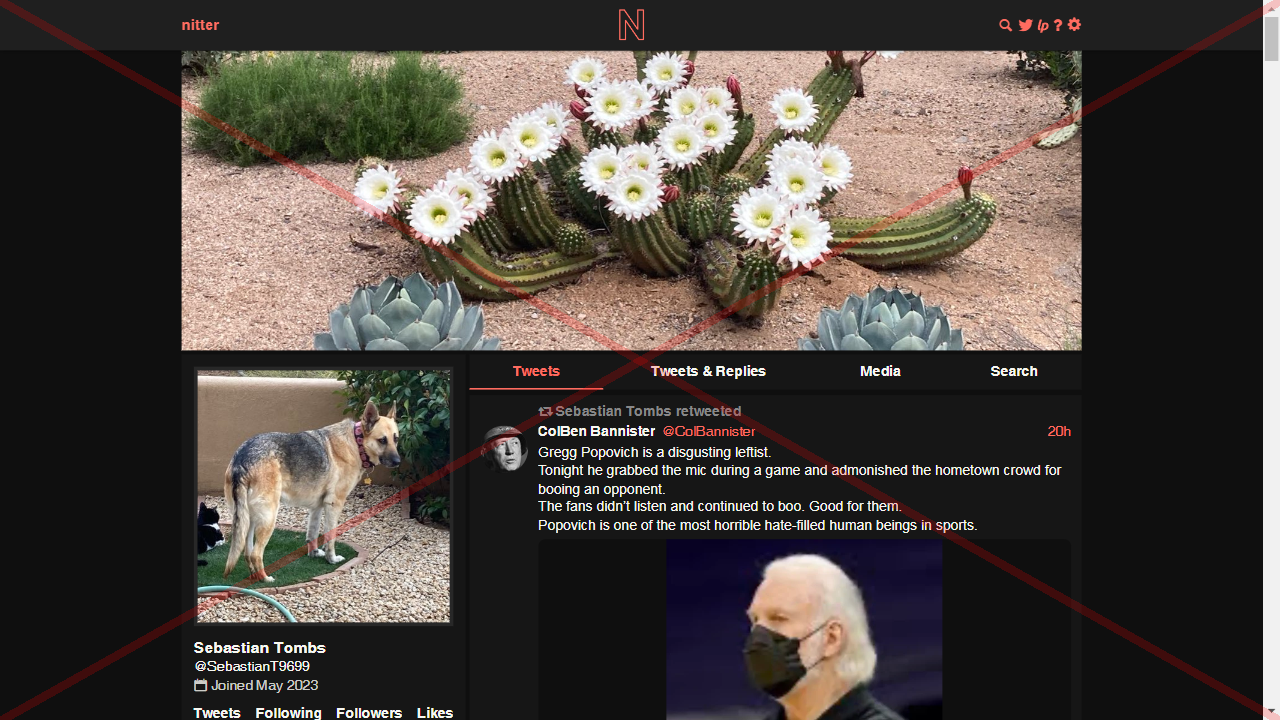 nitter
N
lp ?
Tweets Tweets & Replies Media Search
Sebastian Tombs retweeted
ColBen Bannister @ColBannister 20h
Gregg Popovich is a disgusting leftist.
Tonight he grabbed the mic during a game and admonished the hometown crowd for
booing an opponent.
The fans didn't listen and continued to boo. Good for them.
Popovich is one of the most horrible hate-filled human beings in sports.
Sebastian Tombs
@SebastianT9699
Joined May 2023
Tweets Following Followers Likes